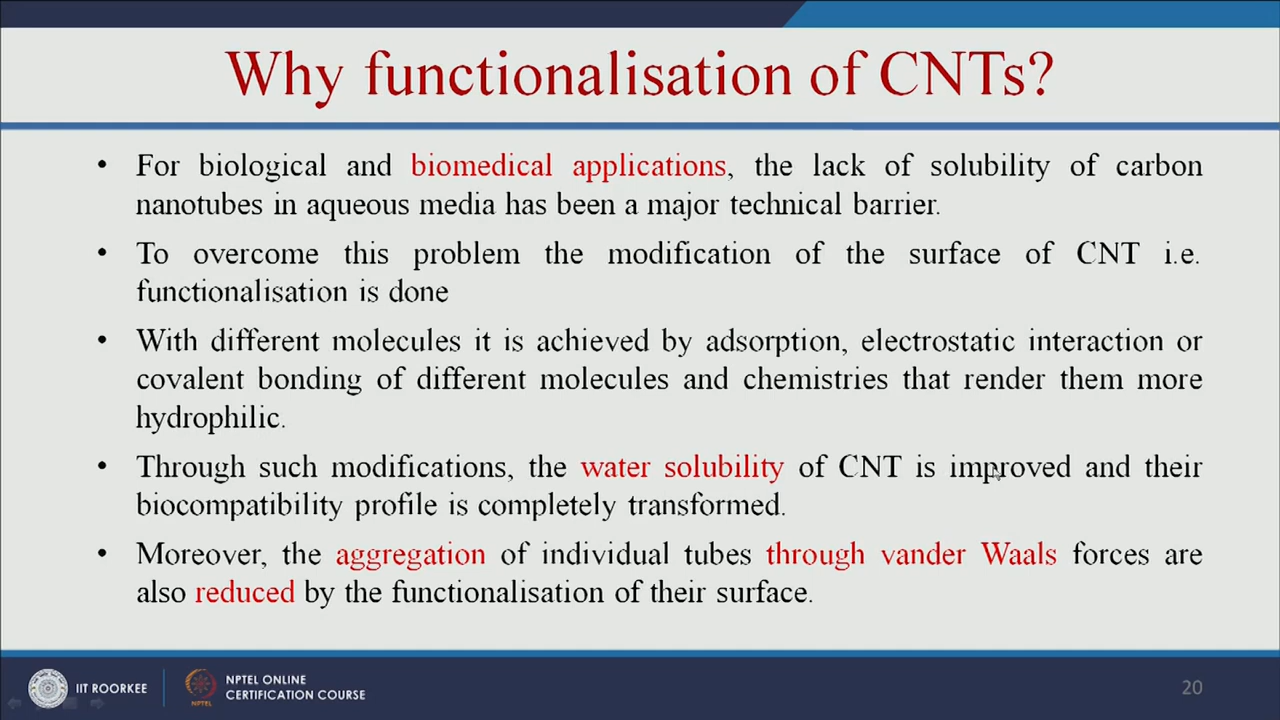 Why functionalisation of CNTs?
• For biological and biomedical applications, the lack of solubility of carbon
nanotubes in aqueous media has been a major technical barrier.
• To overcome this problem the modification of the surface of CNT i.e.
functionalisation is done
• With different molecules it is achieved by adsorption, electrostatic interaction or
covalent bonding of different molecules and chemistries that render them more
hydrophilic.
• Through such modifications, the water solubility of CNT is improved and their
biocompatibility profile is completely transformed.
• Moreover, the aggregation of individual tubes through vander Waals forces are
also reduced by the functionalisation of their surface.
IIT ROORKEE
NPTEL
NPTEL ONLINE
CERTIFICATION COURSE
20